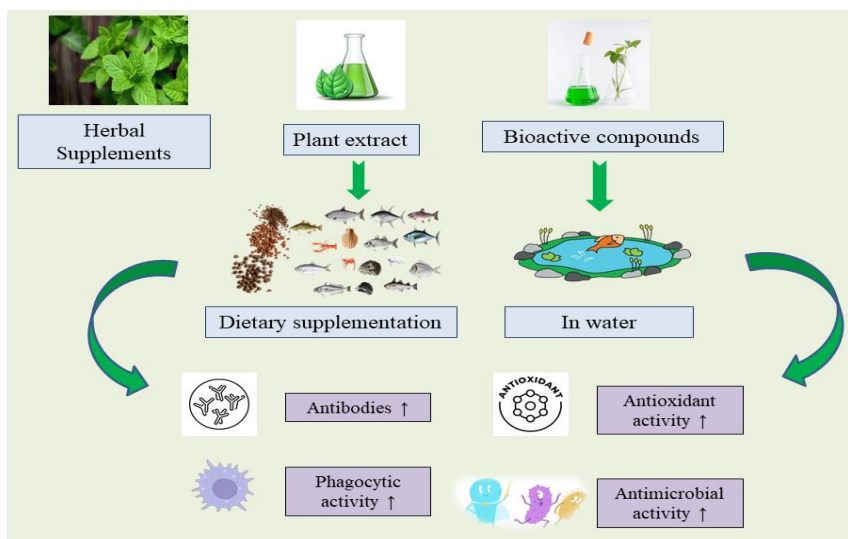 Herbal
Supplements
Plant extract
Bioactive compounds
Dietary supplementation
In water
Antibodies ↑
ANTIOXIDANT
Antioxidant
activity ↑
Phagocytic
activity ↑
Antimicrobial
activity ↑